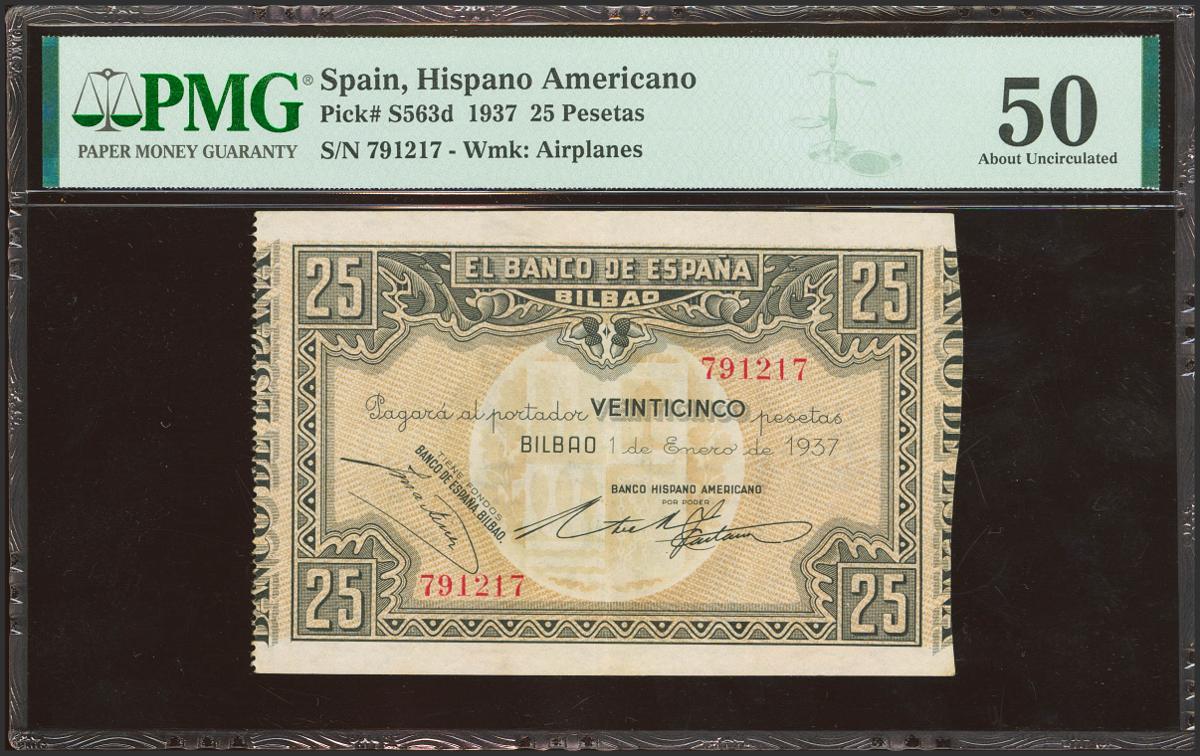 PMG®
PAPER MONEY GUARANTY
Spain, Hispano Americano
Pick# S563d 1937 25 Pesetas
S/N 791217 - Wmk: Airplanes
50
About Uncirculated
25
EL BANCO DE ESPAÑA
BILBAO
25
791217
Pagará al portador VEINTICINCO pesetas
BILBAO 1 de Enero de 1937
TIENE FONDOS
BANCO DE ESPAÑA. BILBAO.
BANCO HISPANO AMERICANO
POR PODER
791217
25
25
BANCO DE ESPAÑA
BANCO DE ESPAÑA